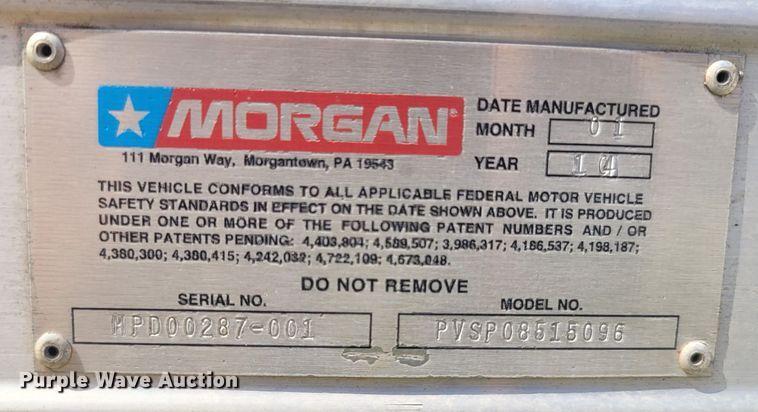 MORGAN®
111 Morgan Way, Morgantown, PA 19543
DATE MANUFACTURED
MONTH 01
YEAR 14
THIS VEHICLE CONFORMS TO ALL APPLICABLE FEDERAL MOTOR VEHICLE
SAFETY STANDARDS IN EFFECT ON THE DATE SHOWN ABOVE. IT IS PRODUCED
UNDER ONE OR MORE OF THE FOLLOWING PATENT NUMBERS AND / OR
OTHER PATENTS PENDING: 4,403,804; 4,589,507; 3,986,317; 4,186,537; 4,198,187;
4,380,300; 4,380,415; 4,242,032; 4,722,109; 4,673,048.
DO NOT REMOVE
SERIAL NO. MODEL NO.
MPD00287-001 PVSP08515096
Purple Wave Auction